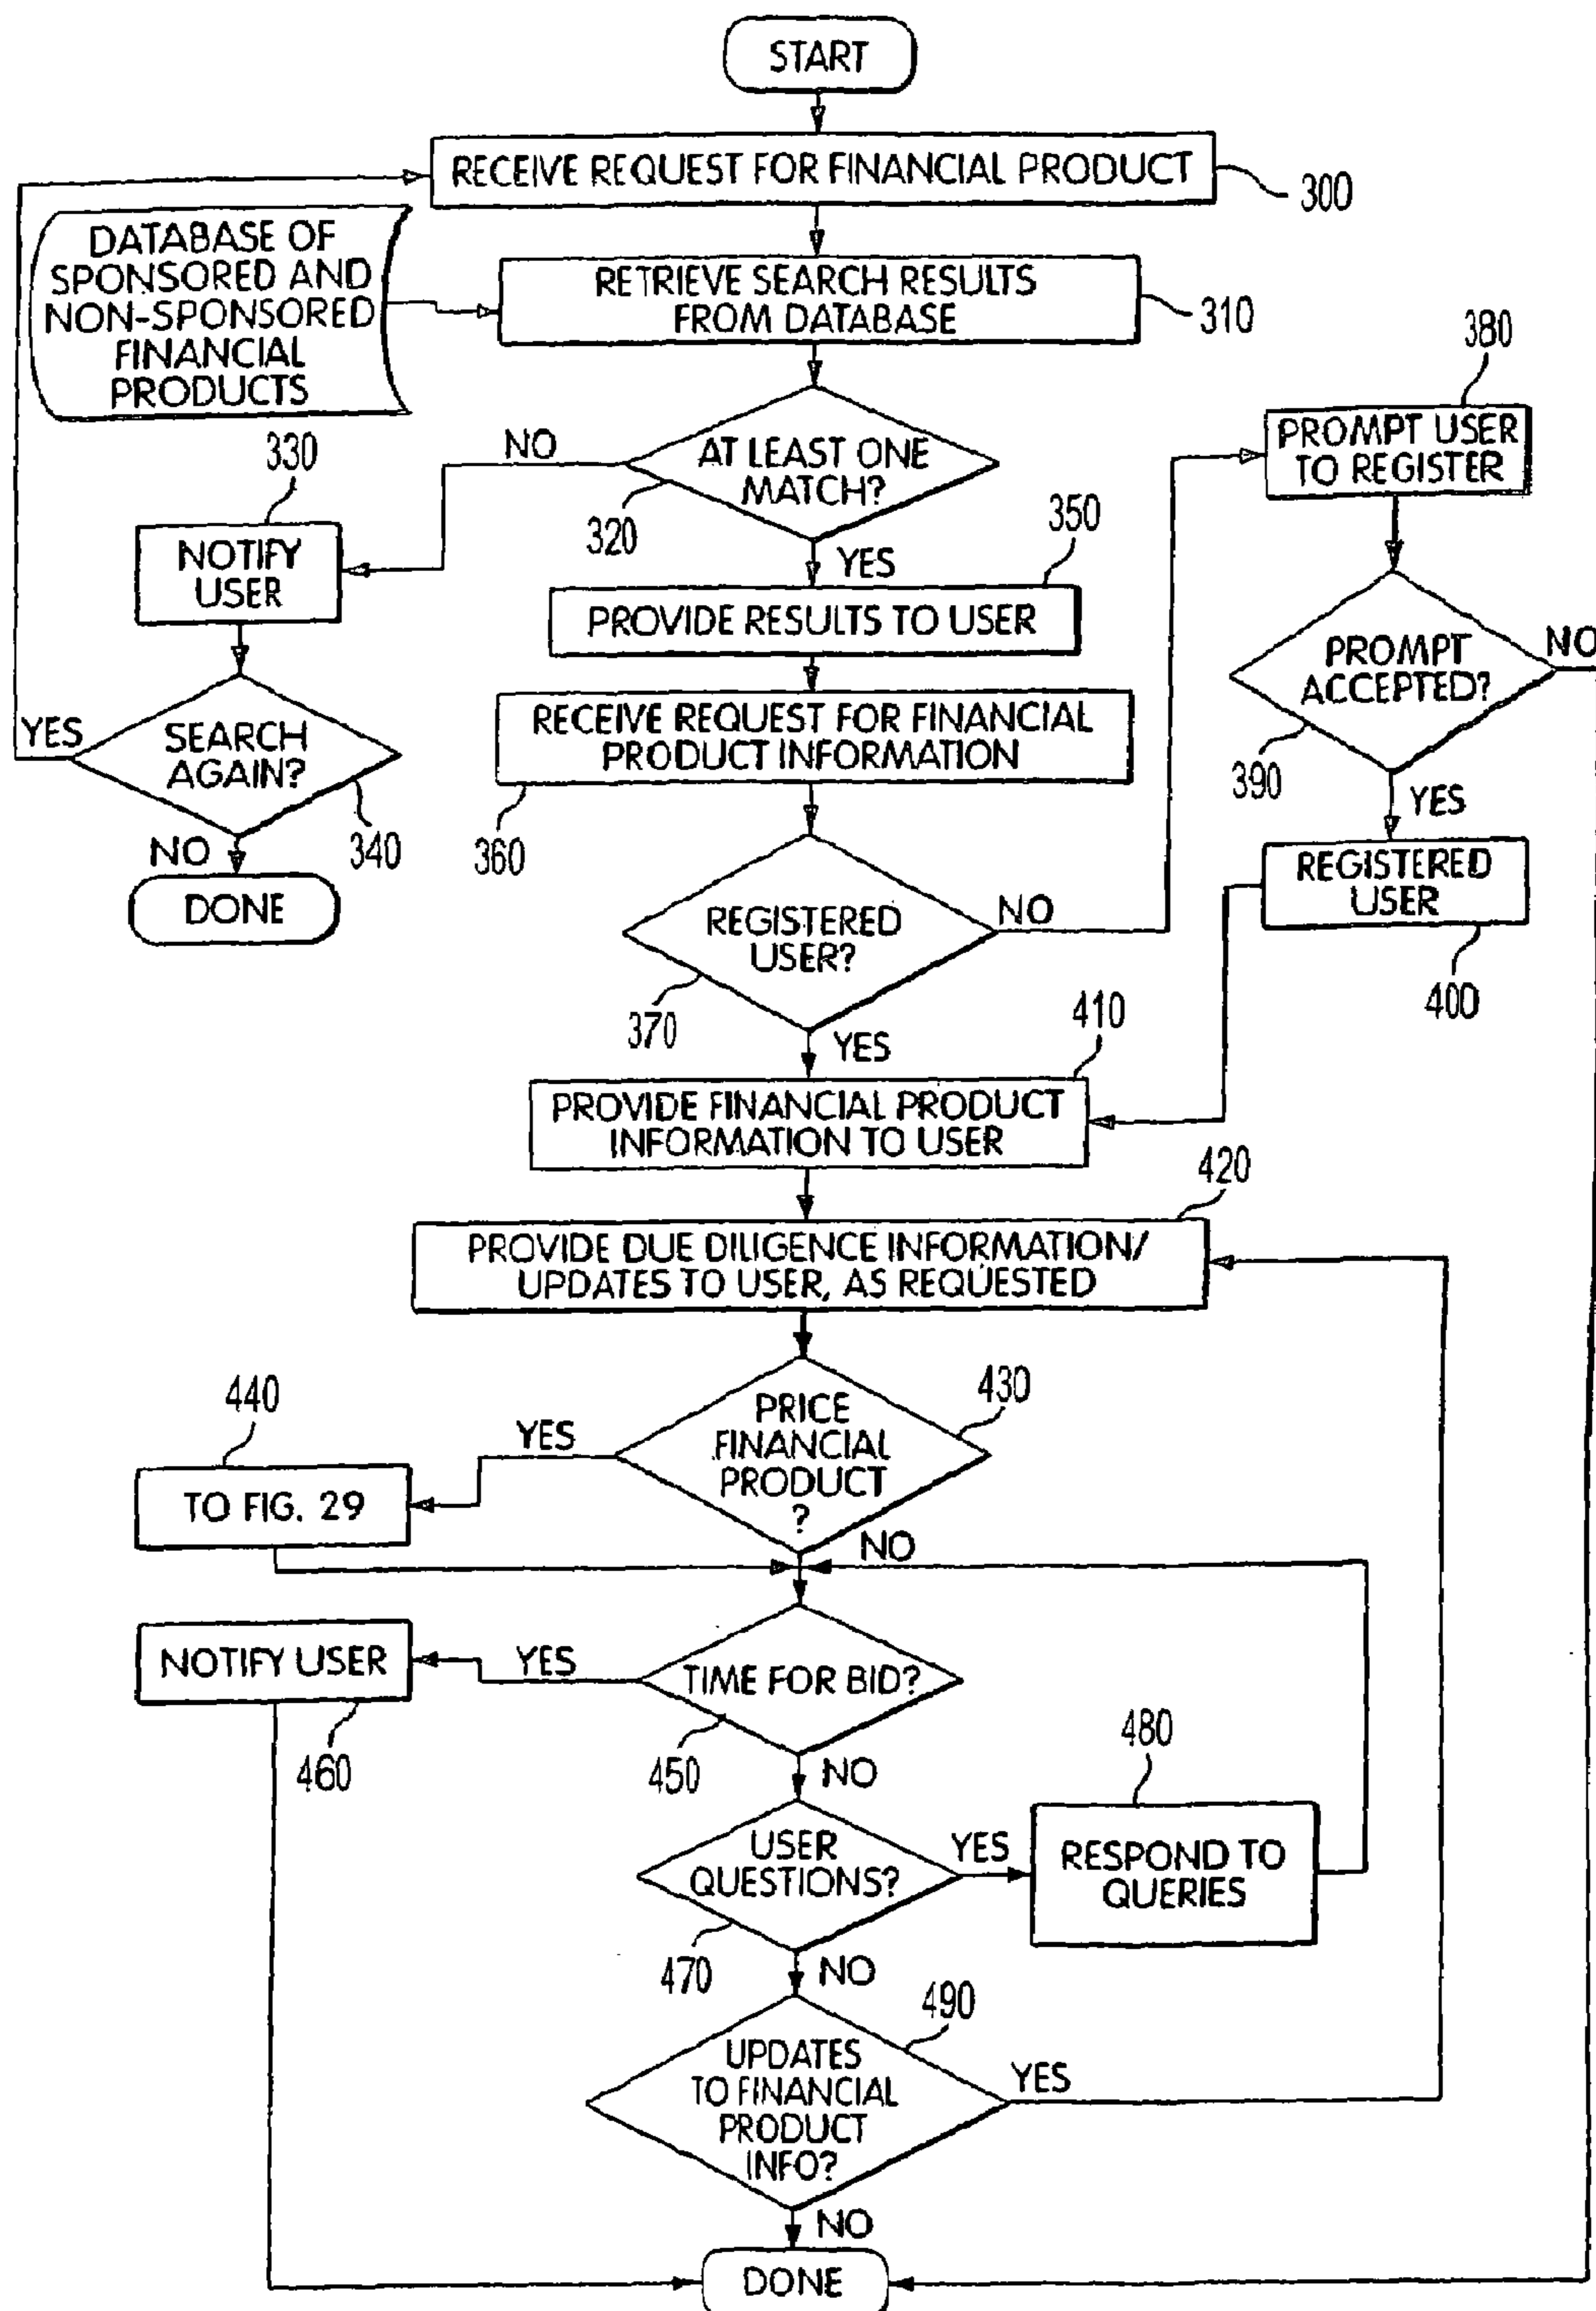 START
RECEIVE REQUEST FOR FINANCIAL PRODUCT
300
DATABASE OF
SPONSORED AND
NON-SPONSORED
FINANCIAL
PRODUCTS
RETRIEVE SEARCH RESULTS
FROM DATABASE
310
380
PROMPT USER
TO REGISTER
330
NO
AT LEAST ONE
MATCH?
320
350
NOTIFY
USER
YES
PROVIDE RESULTS TO USER
PROMPT
ACCEPTED?
NO
390
YES
YES
SEARCH
AGAIN?
340
NO
DONE
RECEIVE REQUEST FOR FINANCIAL
PRODUCT INFORMATION
360
REGISTERED
USER
400
REGISTERED
USER?
NO
370
YES
410
PROVIDE FINANCIAL PRODUCT
INFORMATION TO USER
420
PROVIDE DUE DILIGENCE INFORMATION/
UPDATES TO USER, AS REQUESTED
440
YES
PRICE
FINANCIAL
PRODUCT
?
430
TO FIG. 29
NO
NOTIFY USER
YES
TIME FOR BID?
460
450
NO
480
USER
QUESTIONS?
YES
RESPOND TO
QUERIES
470
NO
490
UPDATES
TO FINANCIAL
PRODUCT
INFO?
YES
NO
DONE